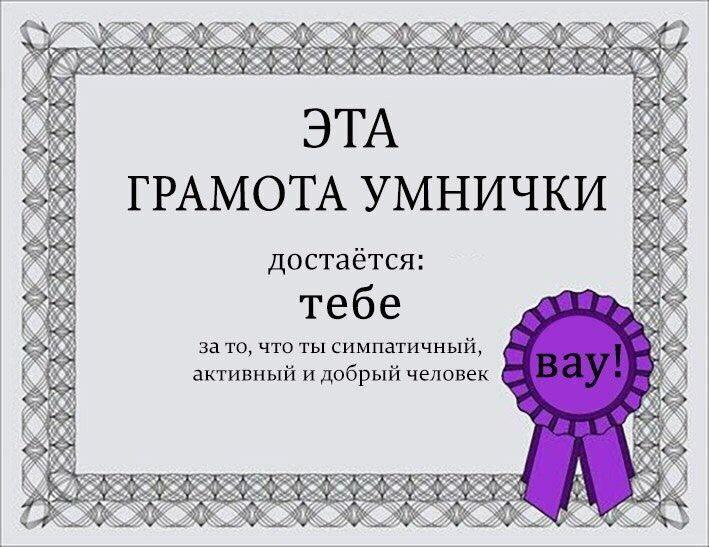 ЭТА
ГРАМОТА УМНИЧКИ
достаётся:
тебе
за то, что ты симпатичный,
активный и добрый человек
вау!